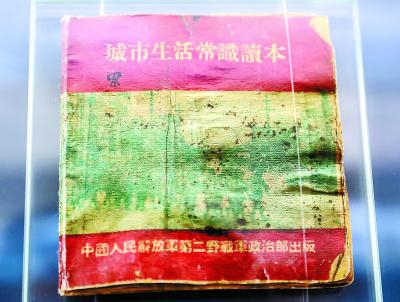 城市生活常識讀本
中國人民解放軍第二野戰軍政治部出版